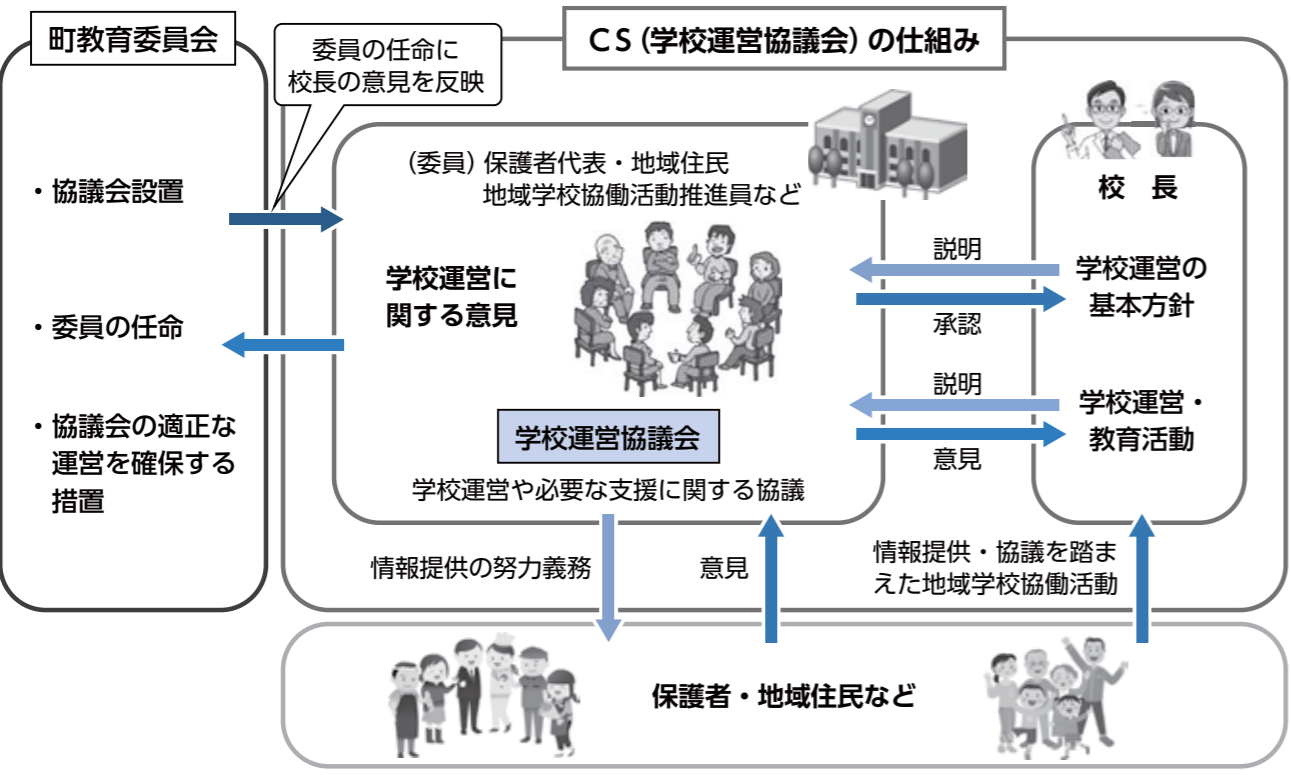 町教育委員会
委員の任命に
校長の意見を反映
CS(学校運営協議会)の仕組み
・協議会設置
・委員の任命
・協議会の適正な
運営を確保する
措置
(委員)保護者代表・地域住民
地域学校協働活動推進員など
学校運営に
関する意見
学校運営協議会
学校運営や必要な支援に関する協議
校 長
説明
承認
学校運営の
基本方針
説明
意見
学校運営・
教育活動
情報提供の努力義務
意見
情報提供・協議を踏ま
えた地域学校協働活動
保護者・地域住民など